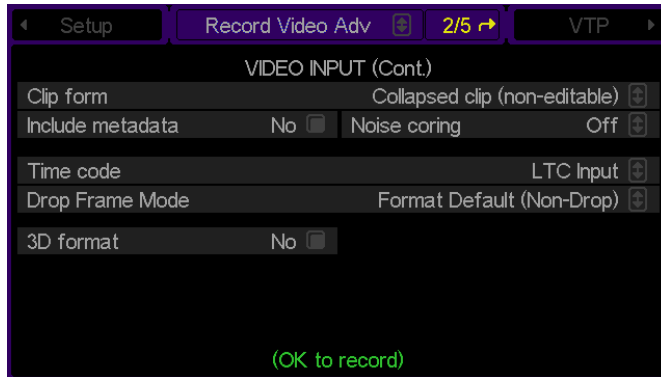 Setup Record Video Adv 2/5 VTP
VIDEO INPUT (Cont.)
Clip form Collapsed clip (non-editable)
Include metadata No Noise coring Off
Time code LTC Input
Drop Frame Mode Format Default (Non-Drop)
3D format No
(OK to record)